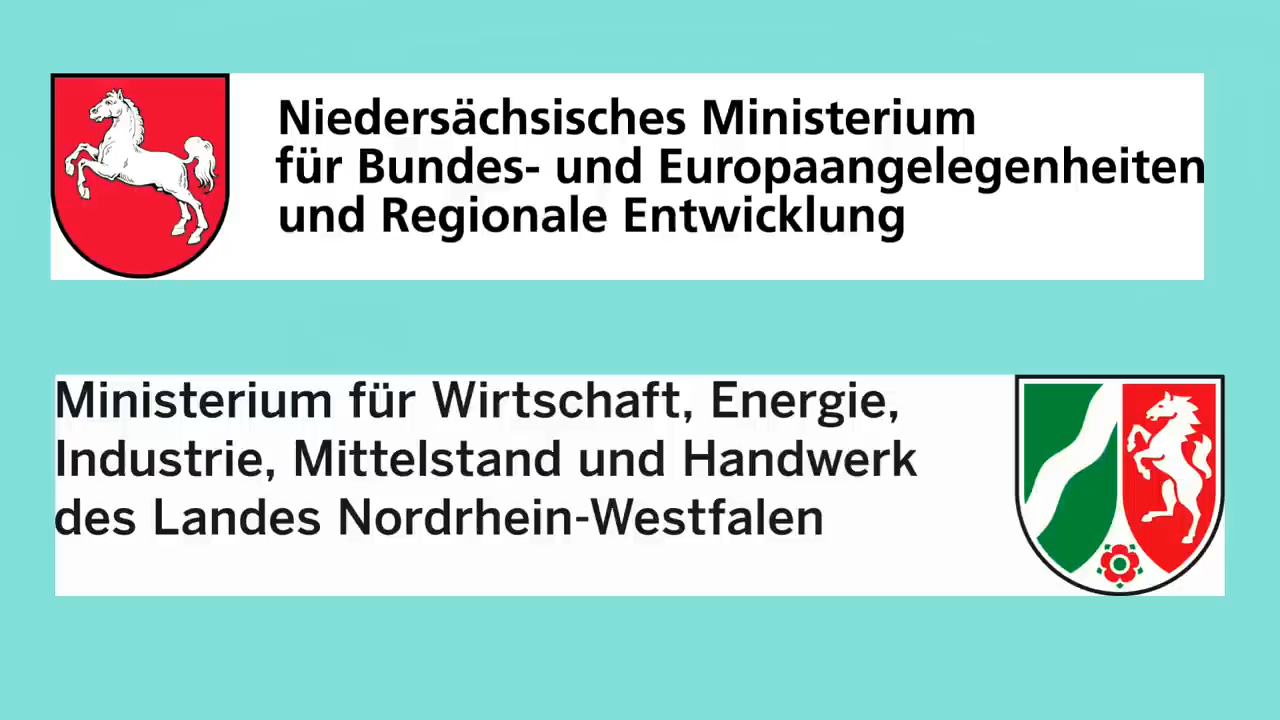 Niedersächsisches Ministerium
für Bundes- und Europaangelegenheiten
und Regionale Entwicklung
Ministerium für Wirtschaft, Energie,
Industrie, Mittelstand und Handwerk
des Landes Nordrhein-Westfalen